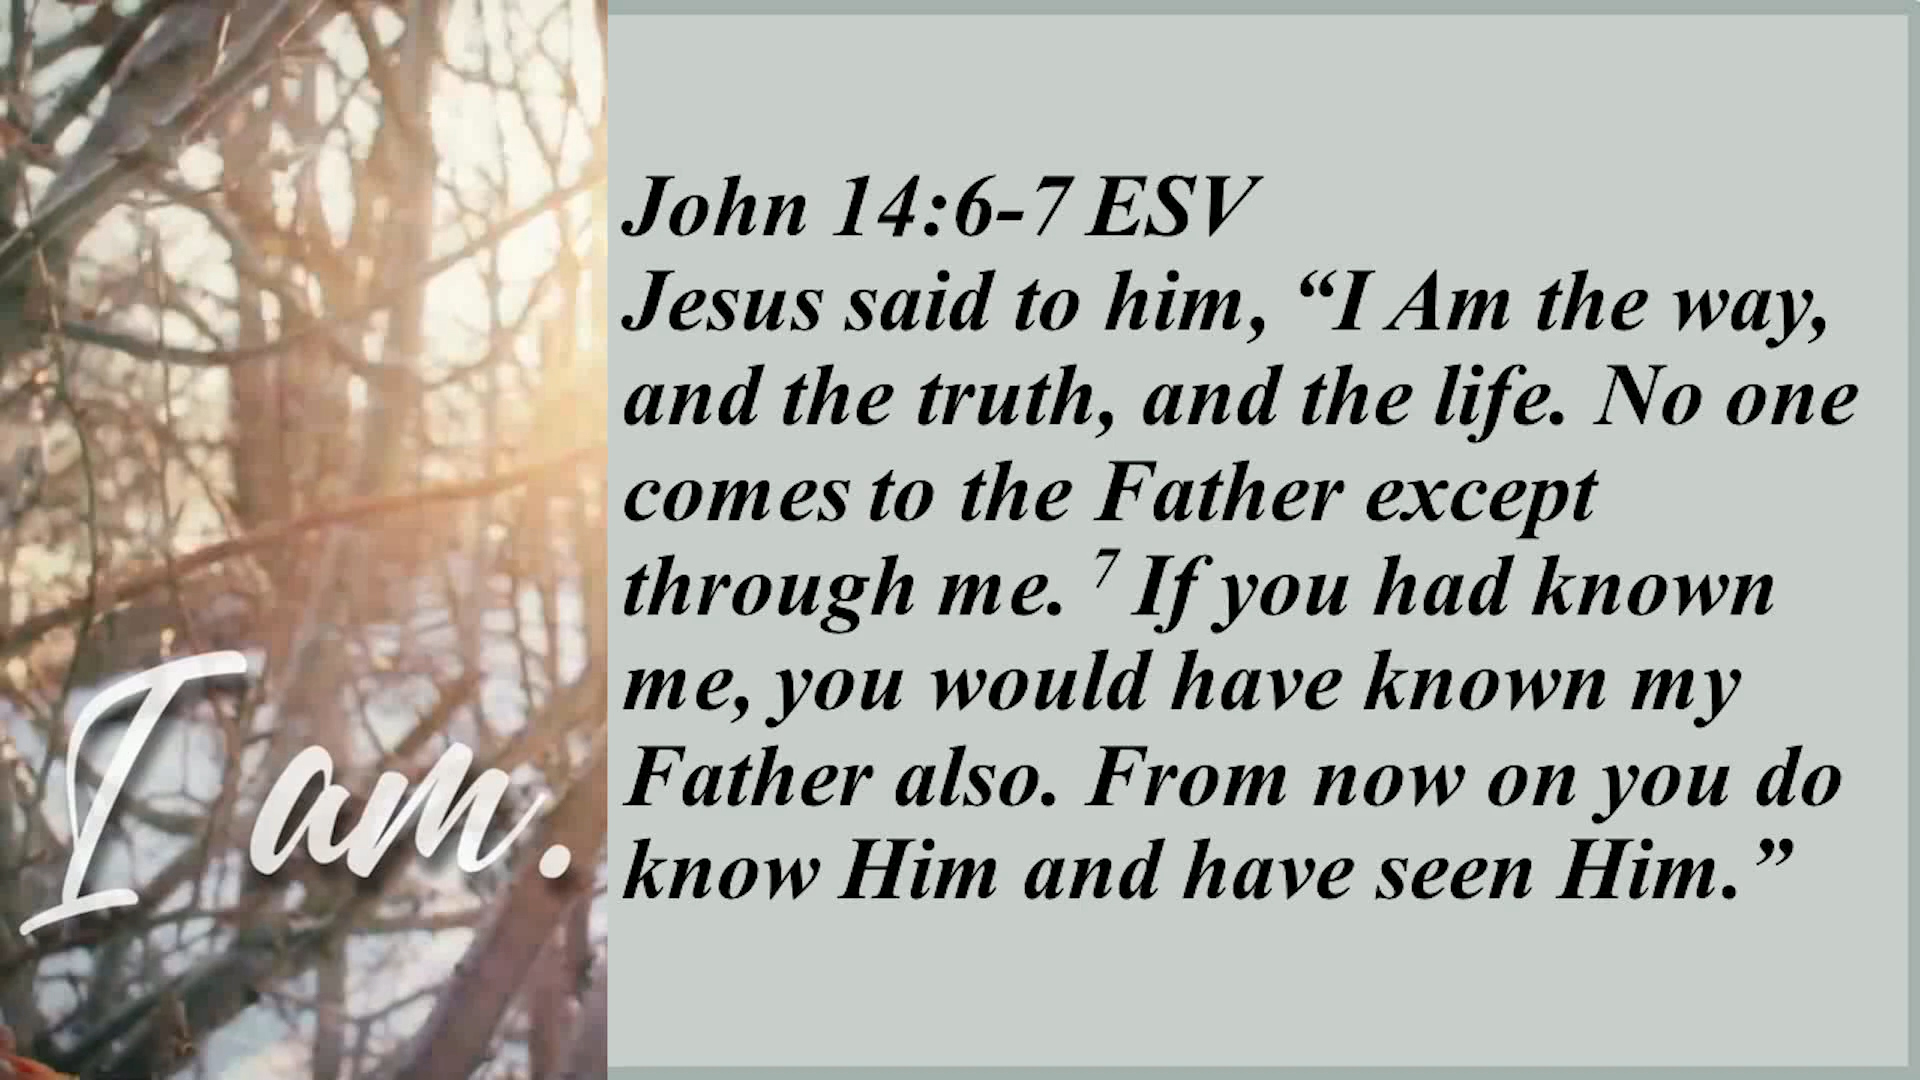 I am.
John 14:6-7 ESV
Jesus said to him, “I Am the way,
and the truth, and the life. No one
comes to the Father except
through me. ⁷ If you had known
me, you would have known my
Father also. From now on you do
know Him and have seen Him.”